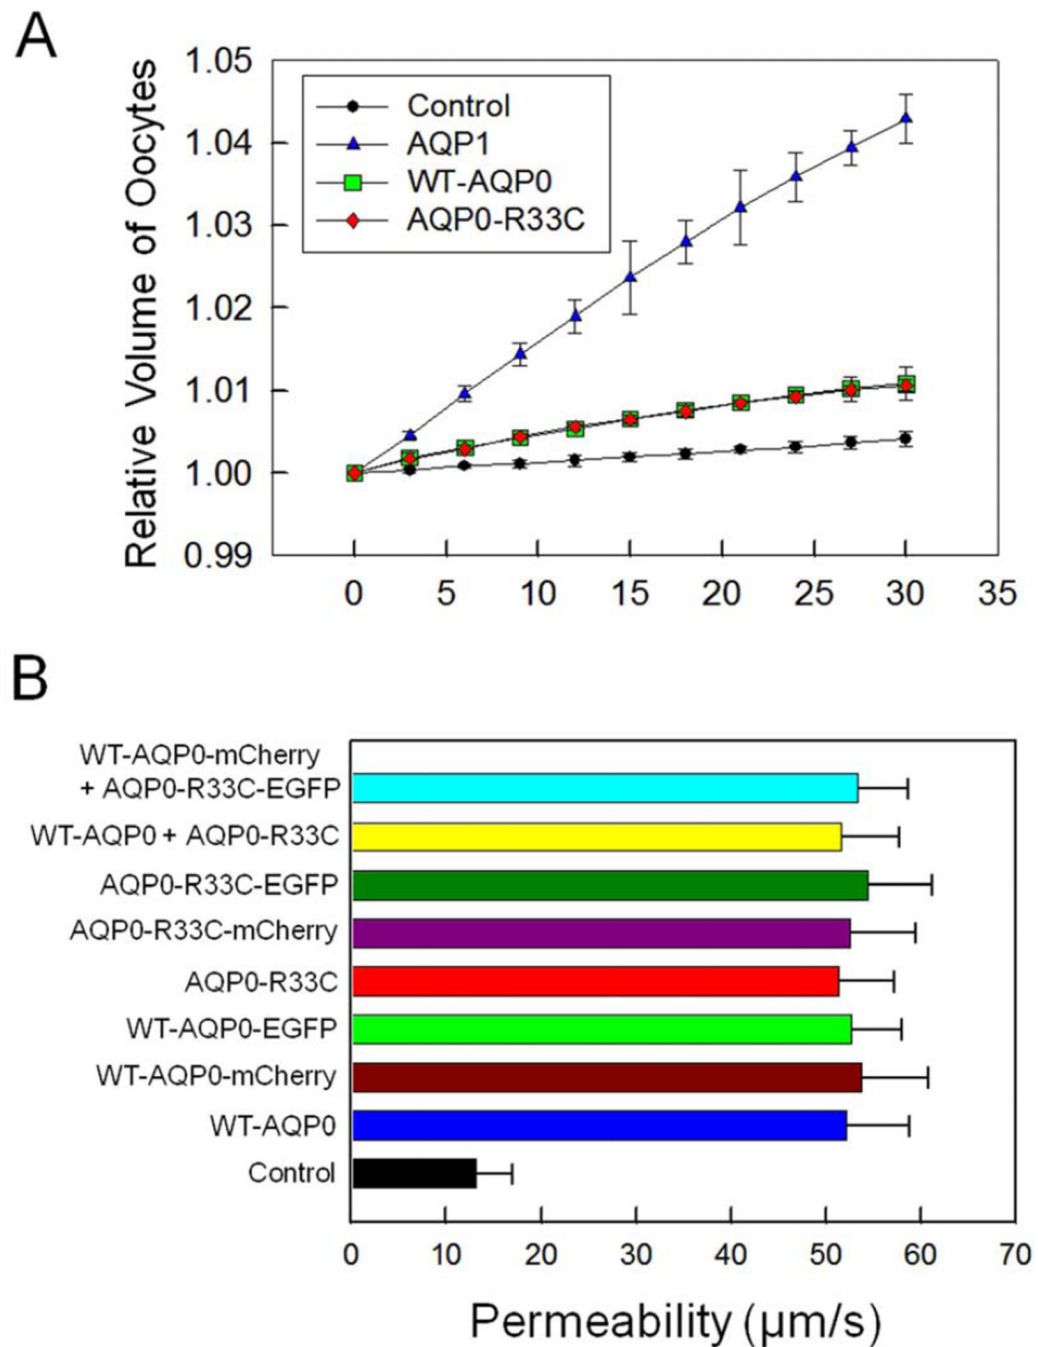 A
Relative Volume of Oocytes
1.05
1.04
1.03
1.02
1.01
1.00
0.99
Control
AQP1
WT-AQP0
AQP0-R33C
0 5 10 15 20 25 30 35
B
WT-AQP0-mCherry
+ AQP0-R33C-EGFP
WT-AQP0 + AQP0-R33C
AQP0-R33C-EGFP
AQP0-R33C-mCherry
AQP0-R33C
WT-AQP0-EGFP
WT-AQP0-mCherry
WT-AQP0
Control
0 10 20 30 40 50 60 70
Permeability (µm/s)